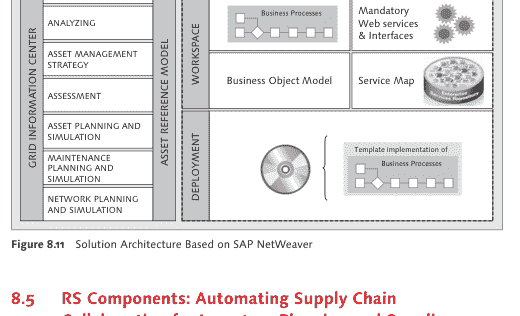 GRID INFORMATION CENTER
ANALYZING
ASSET MANAGEMENT
STRATEGY
ASSESSMENT
ASSET PLANNING AND
SIMULATION
MAINTENANCE
PLANNING AND
SIMULATION
NETWORK PLANNING
AND SIMULATION
ASSET REFERENCE MODEL
WORKSPACE
Business Processes
Mandatory
Web services
& Interfaces
Business Object Model
Service Map
DEPLOYMENT
Template implementation of
Business Processes
Figure 8.11 Solution Architecture Based on SAP NetWeaver
8.5 RS Components: Automating Supply Chain